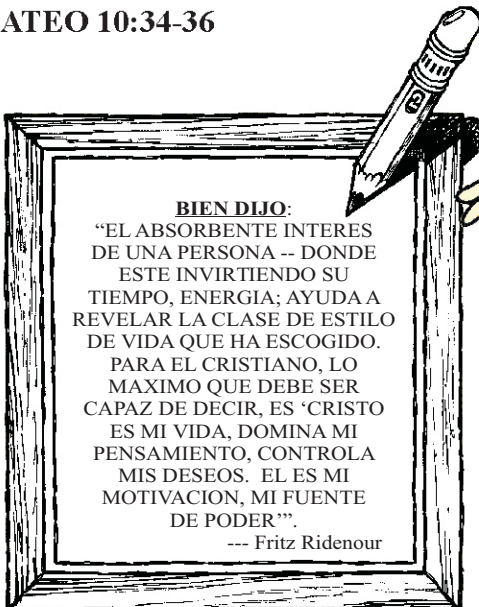 ATEO 10:34-36
2
BIEN DIJO:
“EL ABSORBENTE INTERES
DE UNA PERSONA -- DONDE
ESTE INVIRTIENDO SU
TIEMPO, ENERGIA; AYUDA A
REVELAR LA CLASE DE ESTILO
DE VIDA QUE HA ESCOGIDO.
PARA EL CRISTIANO, LO
MAXIMO QUE DEBE SER
CAPAZ DE DECIR, ES ‘CRISTO
ES MI VIDA, DOMINA MI
PENSAMIENTO, CONTROLA
MIS DESEOS.  EL ES MI
MOTIVACION, MI FUENTE
DE PODER’”.
--- Fritz Ridenour